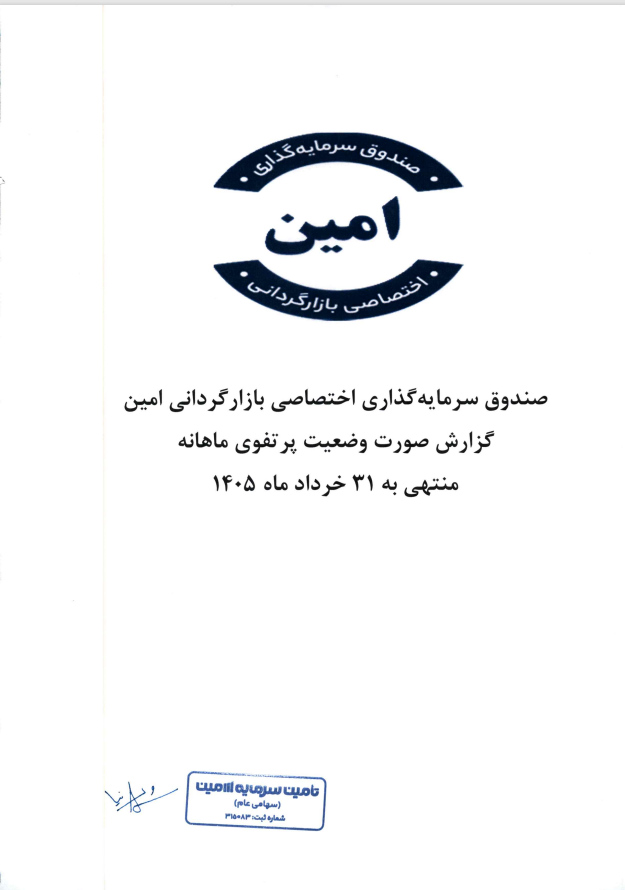 صندوق سرمایه‌گذاری
امین
اختصاصی بازارگردانی
صندوق سرمایه‌گذاری اختصاصی بازارگردانی امین
گزارش صورت وضعیت پرتفوی ماهانه
منتهی به ۳۱ خرداد ماه ۱۴۰۵
تامین سرمایه امین
(سهامی عام)
شماره ثبت: ۳۱۵۰۸۳